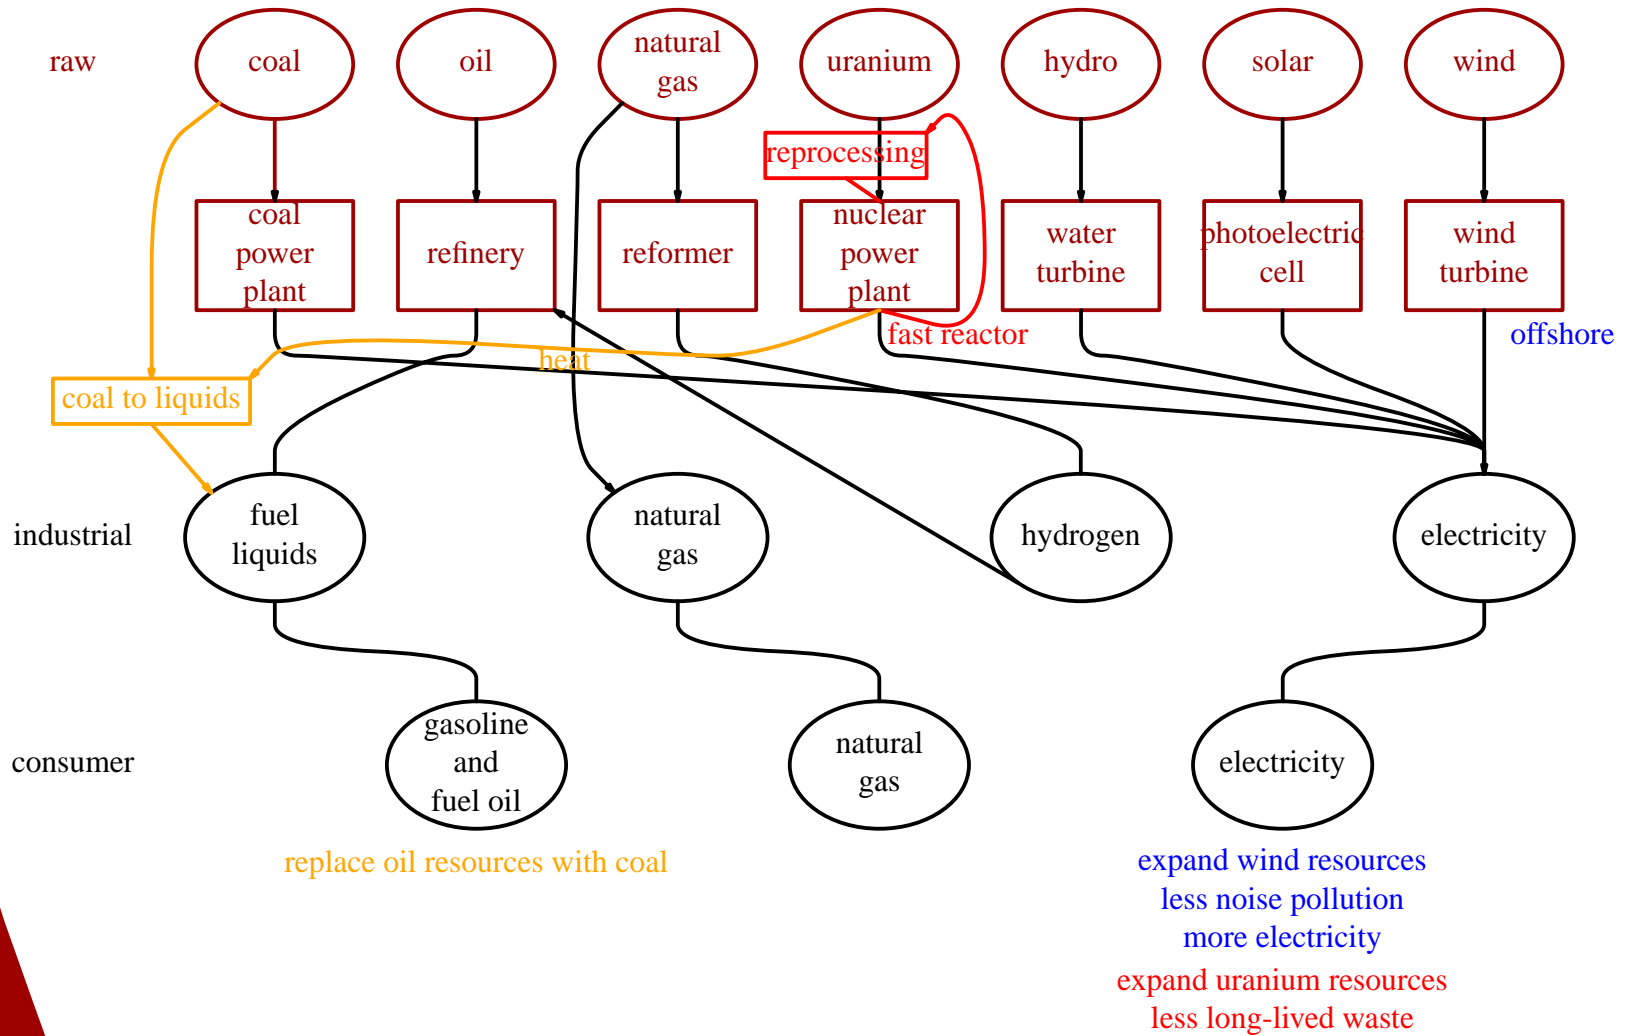 raw
coal
oil
natural
gas
uranium
hydro
solar
wind
reprocessing
coal
power
plant
refinery
reformer
nuclear
power
plant
water
turbine
photoelectric
cell
wind
turbine
fast reactor
offshore
heat
coal to liquids
industrial
fuel
liquids
natural
gas
hydrogen
electricity
consumer
gasoline
and
fuel oil
natural
gas
electricity
replace oil resources with coal
expand wind resources
less noise pollution
more electricity
expand uranium resources
less long-lived waste